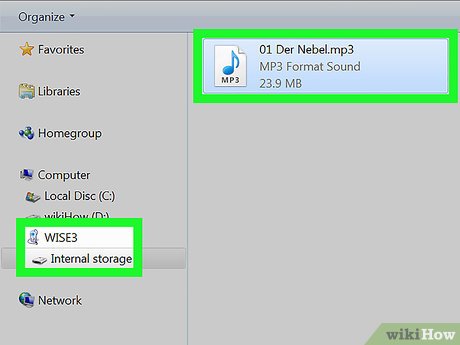 Organize
Favorites
Libraries
Homegroup
Computer
Local Disc (C:)
wikiHow (D:)
WISE3
Internal storage
Network
01 Der Nebel.mp3
MP3 Format Sound
23.9 MB
MP3
wikiHow